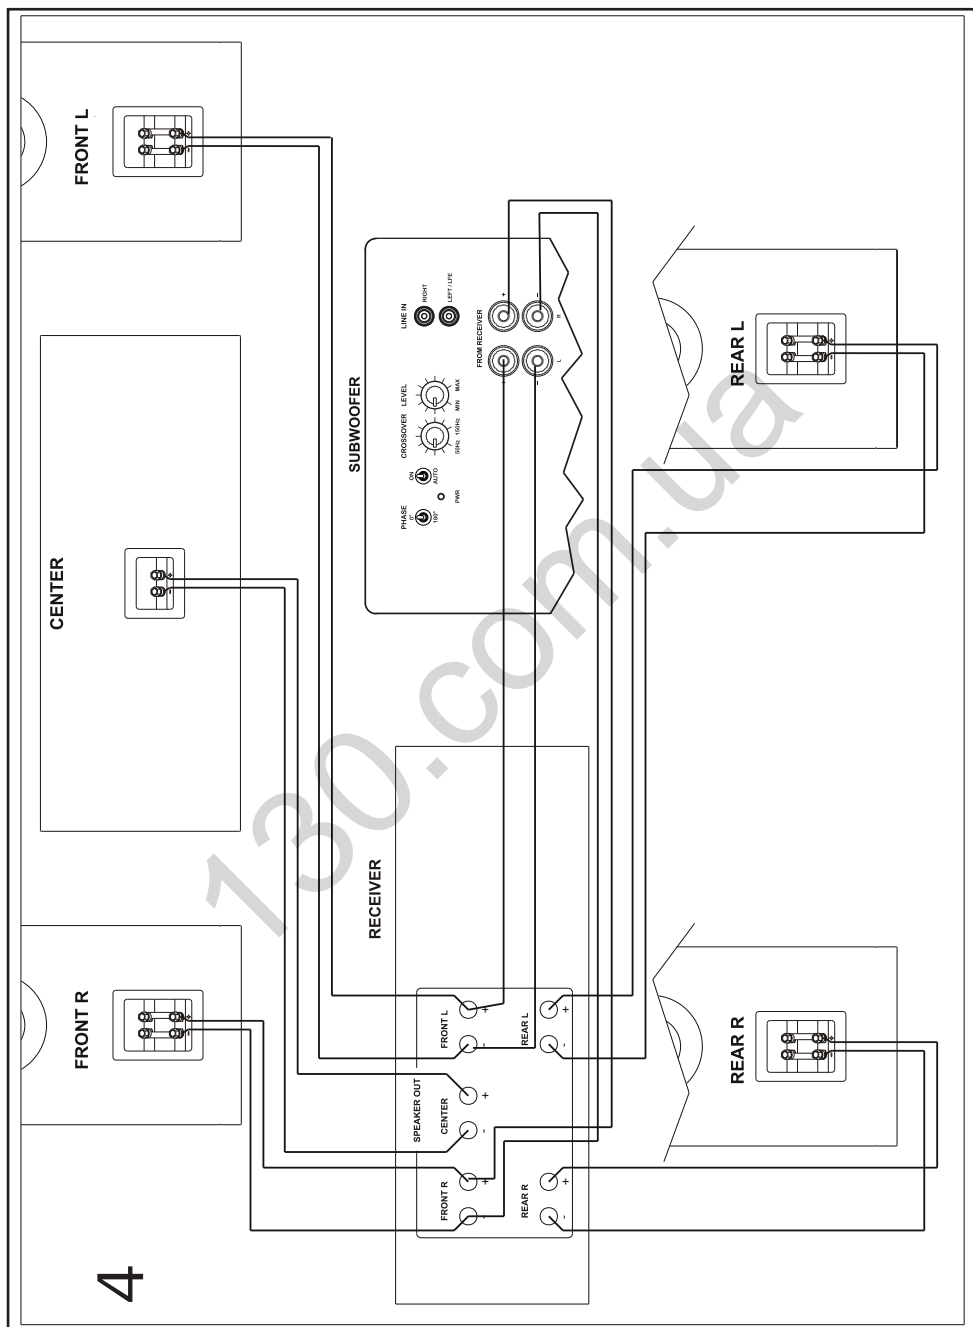 4
FRONT R
CENTER
FRONT L
RECEIVER
SPEAKER OUT
FRONT R
CENTER
FRONT L
- +
- +
- +
REAR R
REAR L
- +
- +
SUBWOOFER
PHASE
0°
180°
PWR
ON
AUTO
CROSSOVER
50Hz 150Hz
LEVEL
MIN MAX
LINE IN
RIGHT
LEFT / LFE
FROM RECEIVER
+ +
- -
L R
REAR R
REAR L
- +
- +
- +
- +
- +
130.com.ua